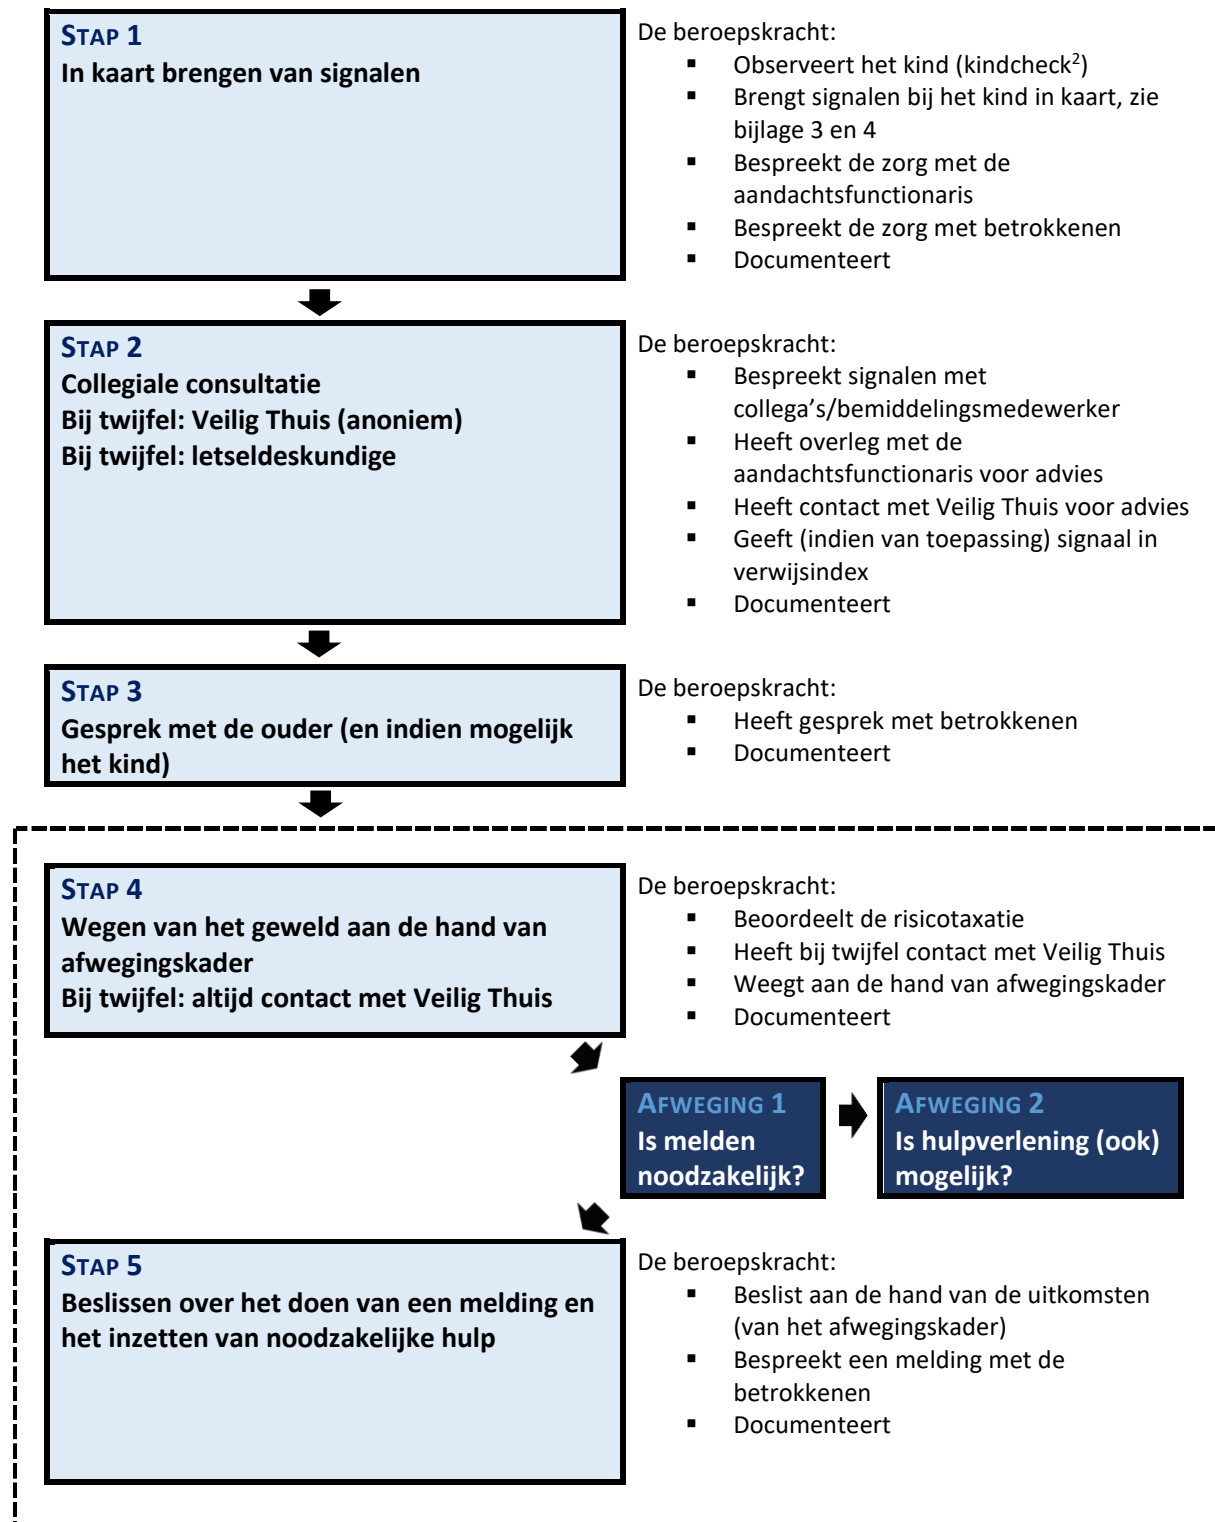 STAP 1
In kaart brengen van signalen
De beroepskracht:
▪ Observeert het kind (kindcheck²)
▪ Brengt signalen bij het kind in kaart, zie
bijlage 3 en 4
▪ Bespreekt de zorg met de
aandachtsfunctionaris
▪ Bespreekt de zorg met betrokkenen
▪ Documenteert
STAP 2
Collegiale consultatie
Bij twijfel: Veilig Thuis (anoniem)
Bij twijfel: letseldeskundige
De beroepskracht:
▪ Bespreekt signalen met
collega’s/bemiddelingsmedewerker
▪ Heeft overleg met de
aandachtsfunctionaris voor advies
▪ Heeft contact met Veilig Thuis voor advies
▪ Geeft (indien van toepassing) signaal in
verwijsindex
▪ Documenteert
STAP 3
Gesprek met de ouder (en indien mogelijk
het kind)
De beroepskracht:
▪ Heeft gesprek met betrokkenen
▪ Documenteert
STAP 4
Wegen van het geweld aan de hand van
afwegingskader
Bij twijfel: altijd contact met Veilig Thuis
De beroepskracht:
▪ Beoordeelt de risicotaxatie
▪ Heeft bij twijfel contact met Veilig Thuis
▪ Weegt aan de hand van afwegingskader
▪ Documenteert
AFWEGING 1
Is melden
noodzakelijk?
AFWEGING 2
Is hulpverlening (ook)
mogelijk?
STAP 5
Beslissen over het doen van een melding en
het inzetten van noodzakelijke hulp
De beroepskracht:
▪ Beslist aan de hand van de uitkomsten
(van het afwegingskader)
▪ Bespreekt een melding met de
betrokkenen
▪ Documenteert